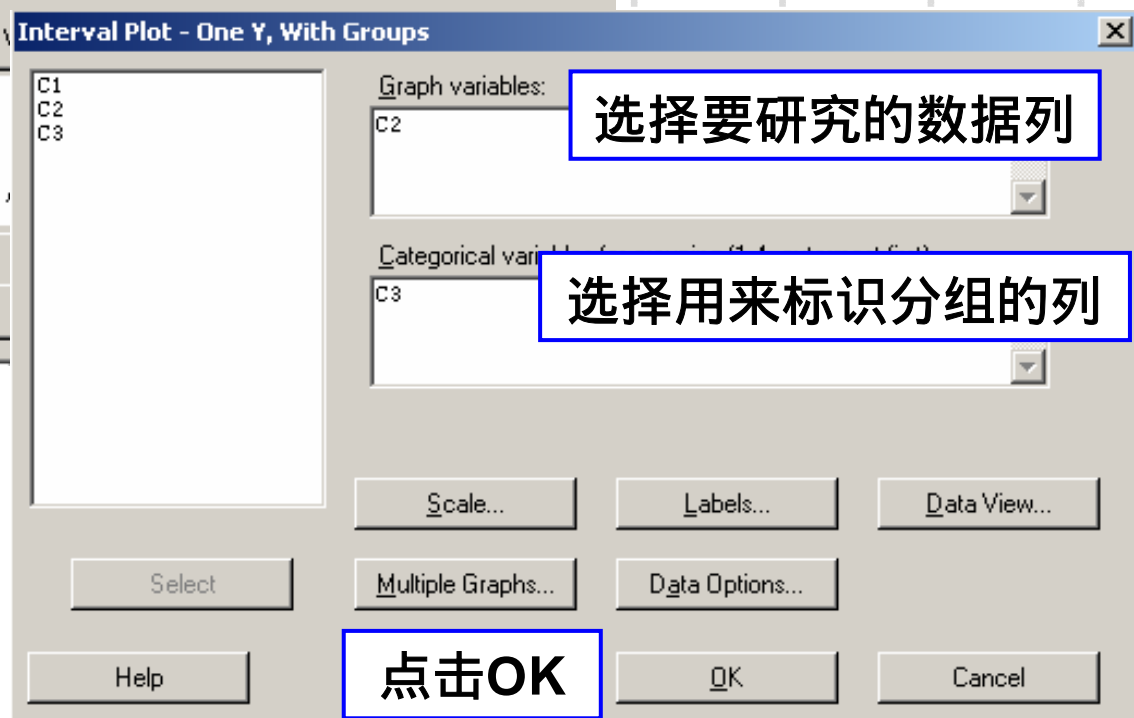 Interval Plot - One Y, With Groups
C1
C2
C3
Graph variables:
C2
选择要研究的数据列
Categorical
C3
选择用来标识分组的列
Scale...
Labels...
Data View...
Select
Multiple Graphs...
Data Options...
Help
点击OK
OK
Cancel